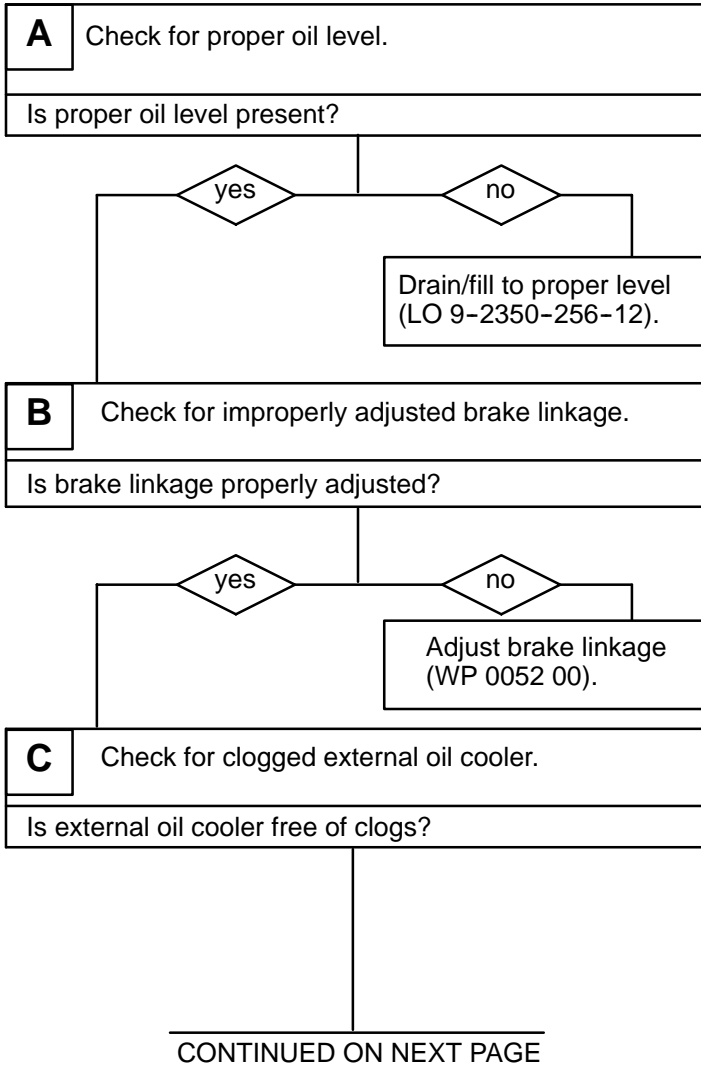 A Check for proper oil level.
Is proper oil level present?
yes no
Drain/fill to proper level
(LO 9-2350-256-12).
B Check for improperly adjusted brake linkage.
Is brake linkage properly adjusted?
yes no
Adjust brake linkage
(WP 0052 00).
C Check for clogged external oil cooler.
Is external oil cooler free of clogs?
CONTINUED ON NEXT PAGE